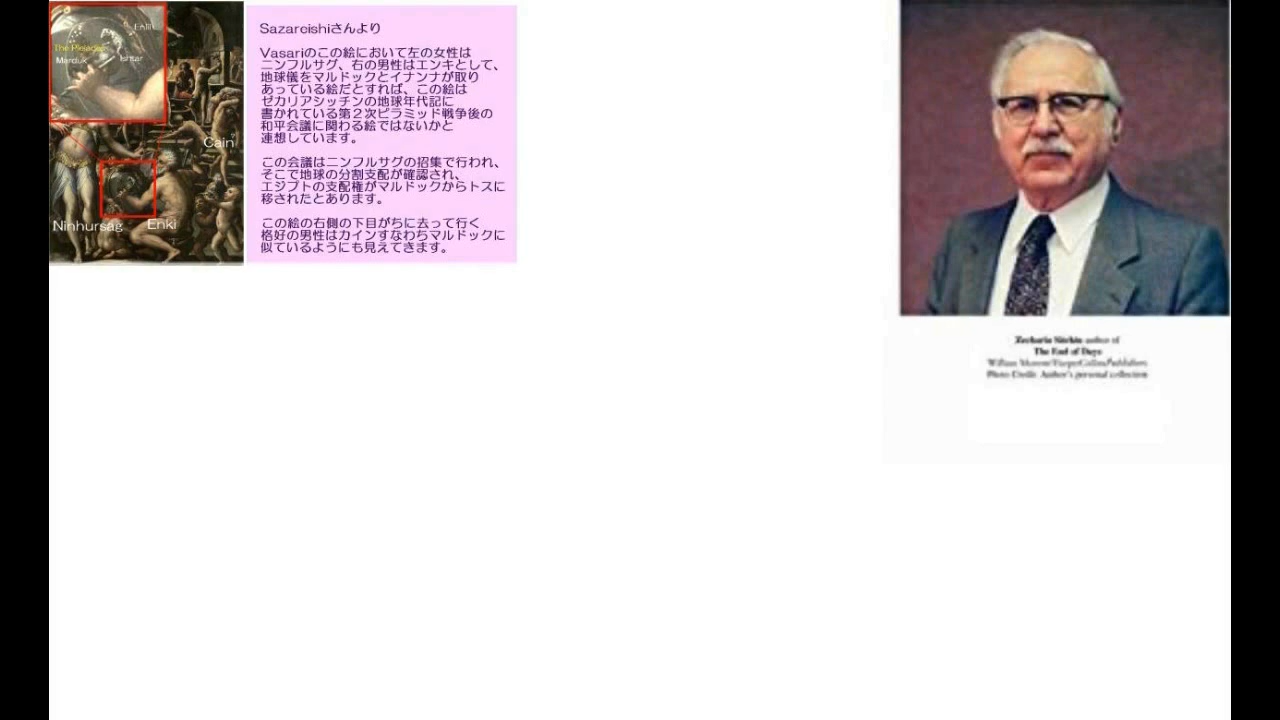 Enlil
The Pleiades
Marduk
Ishtar
Cain
Ninhursag
Enki
Sazareishiさんより
Vasariのこの絵において左の女性は
ニンフルサグ、右の男性はエンキとして、
地球儀をマルドックとイナンナが取り
あっている絵だとすれば、この絵は
ゼカリアシッチンの地球年代記に
書かれている第２次ピラミッド戦争後の
和平会議に関わる絵ではないかと
連想しています。
この会議はニンフルサグの招集で行われ、
そこで地球の分割支配が確認され、
エジプトの支配権がマルドックからトスに
移されたとあります。
この絵の右側の下目がちに去って行く
格好の男性はカインすなわちマルドックに
似ているようにも見えてきます。
Zecharia Sitchin author of
The End of Days
William Morrow/HarperCollinsPublishers
Photo Credit: Author's personal collection